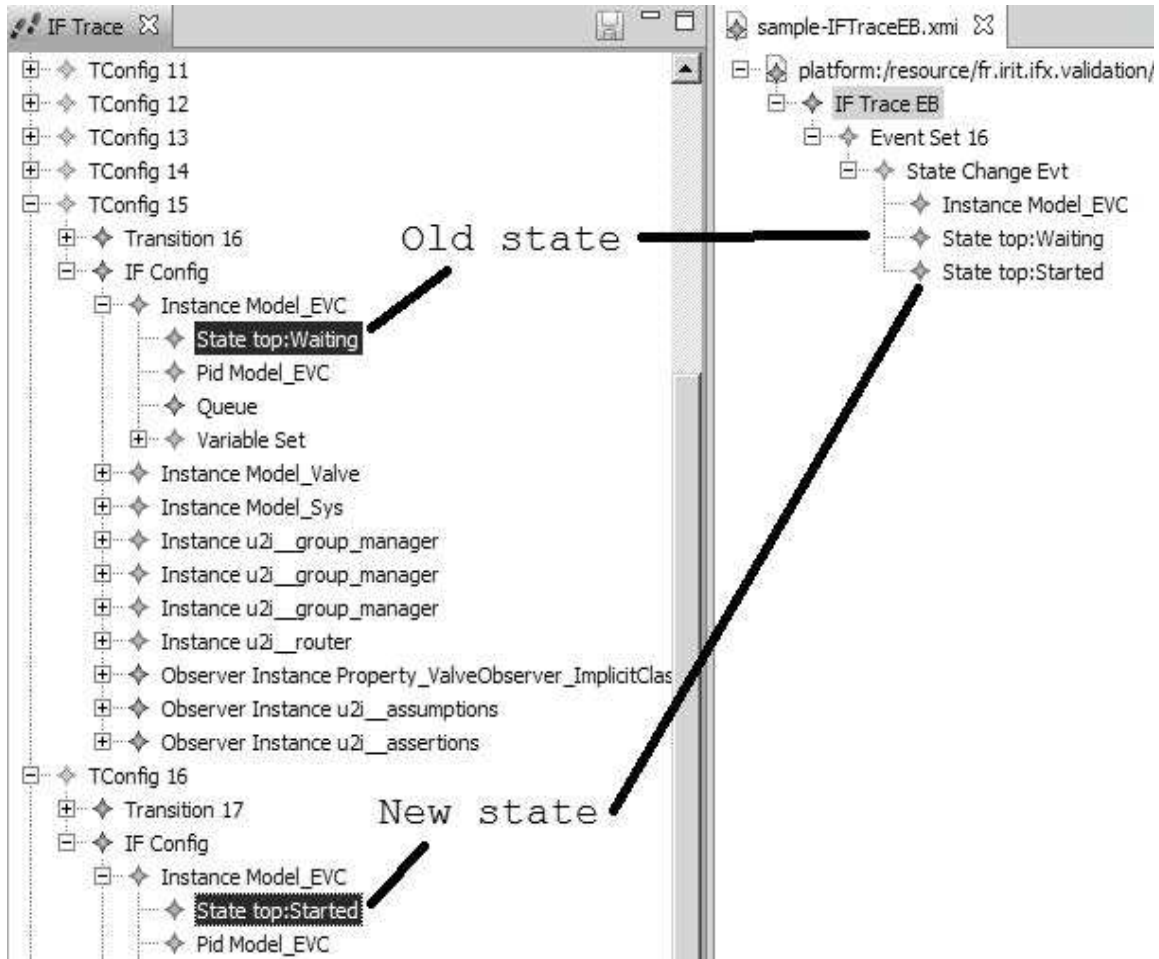 IF Trace
TConfig 11
TConfig 12
TConfig 13
TConfig 14
TConfig 15
Transition 16
IF Config
Instance Model_EVC
State top:Waiting
Pid Model_EVC
Queue
Variable Set
Instance Model_Valve
Instance Model_Sys
Instance u2i__group_manager
Instance u2i__group_manager
Instance u2i__group_manager
Instance u2i__router
Observer Instance Property_ValveObserver_ImplicitClas
Observer Instance u2i__assumptions
Observer Instance u2i__assertions
TConfig 16
Transition 17
IF Config
Instance Model_EVC
State top:Started
Pid Model_EVC
Old state
New state
sample-IFTraceEB.xmi
platform:/resource/fr.irit.ifx.validation/
IF Trace EB
Event Set 16
State Change Evt
Instance Model_EVC
State top:Waiting
State top:Started